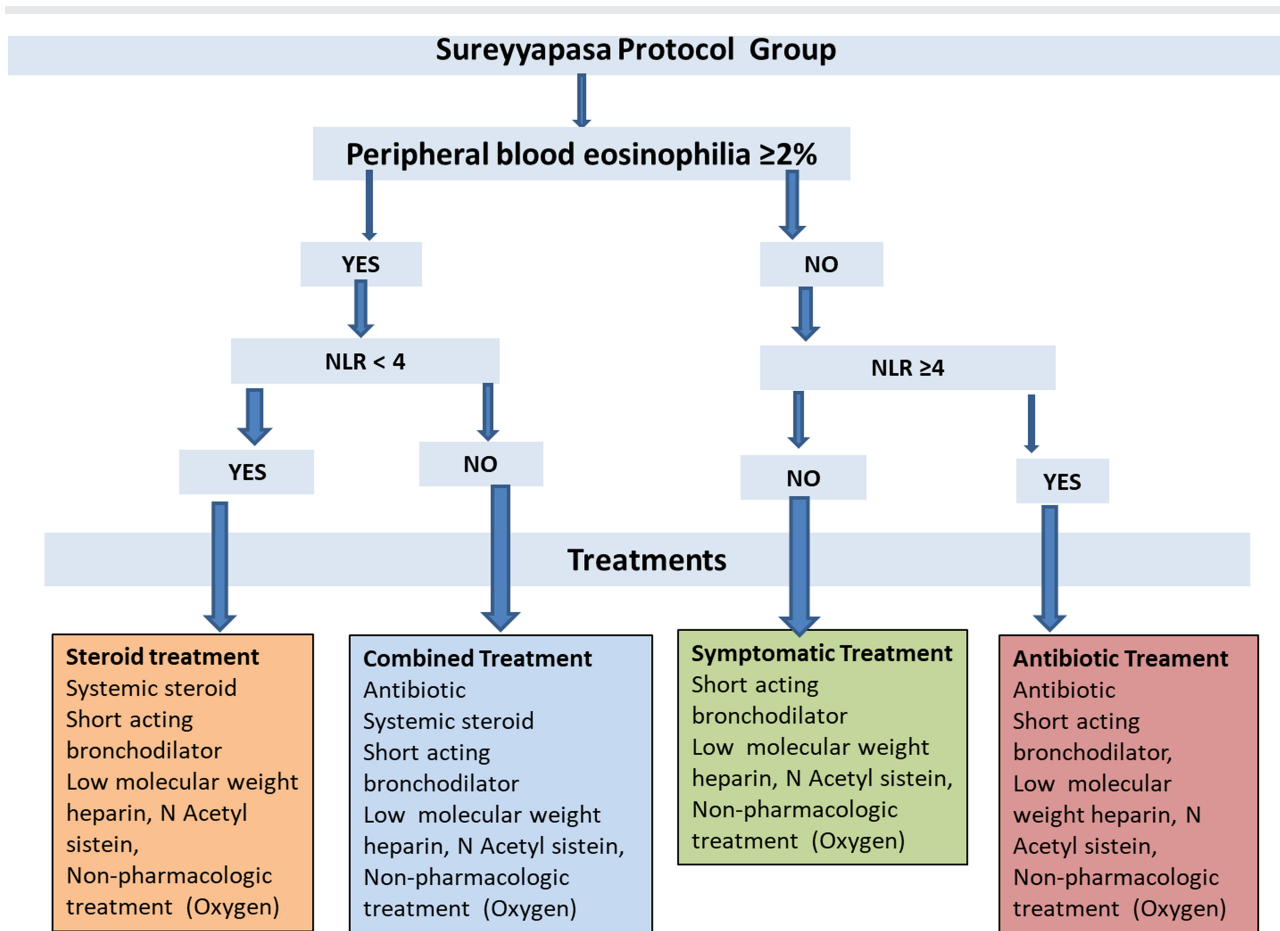 Sureyyapasa Protocol Group
Peripheral blood eosinophilia ≥2%
YES
NO
NLR < 4
NLR ≥4
YES
NO
NO
YES
Treatments
Steroid treatment
Systemic steroid
Short acting
bronchodilator
Low molecular weight
heparin, N Acetyl
sistein,
Non-pharmacologic
treatment (Oxygen)
Combined Treatment
Antibiotic
Systemic steroid
Short acting
bronchodilator
Low molecular weight
heparin, N Acetyl sistein,
Non-pharmacologic
treatment (Oxygen)
Symptomatic Treatment
Short acting
bronchodilator
Low molecular weight
heparin, N Acetyl sistein,
Non-pharmacologic
treatment (Oxygen)
Antibiotic Treament
Antibiotic
Short acting
bronchodilator,
Low molecular
weight heparin, N
Acetyl sistein,
Non-pharmacologic
treatment (Oxygen)